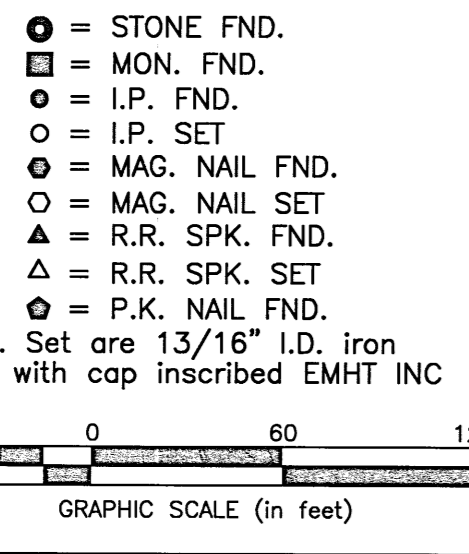 = STONE FND.
= MON. FND.
= I.P. FND.
= I.P. SET
= MAG. NAIL FND.
= MAG. NAIL SET
= R.R. SPK. FND.
= R.R. SPK. SET
= P.K. NAIL FND.
. Set are 13/16" I.D. iron
with cap inscribed EMHT INC
0 60
GRAPHIC SCALE (in feet)